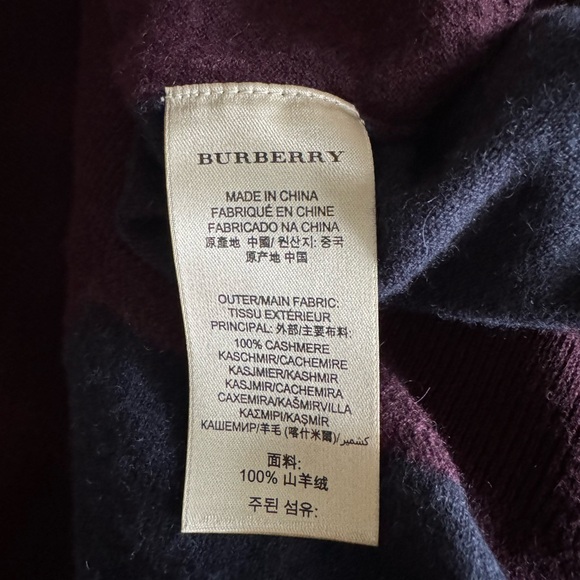 BURBERRY
MADE IN CHINA
FABRIQUÉ EN CHINE
FABRICADO NA CHINA
原產地 中國/ 원산지: 중국
原产地 中国
OUTER/MAIN FABRIC:
TISSU EXTÉRIEUR
PRINCIPAL: 外部/主要布料:
100% CASHMERE
KASCHMIR/CACHEMIRE
KASJMIER/KASHMIR
KASJMIR/CACHEMIRA
CAXEMIRA/KAŠMIRVILLA
ΚΑΣΜΙΡΙ/KAŞMİR
КАШЕМИР/羊毛 (喀什米爾)/كشمير
面料:
100% 山羊绒
주된 섬유: